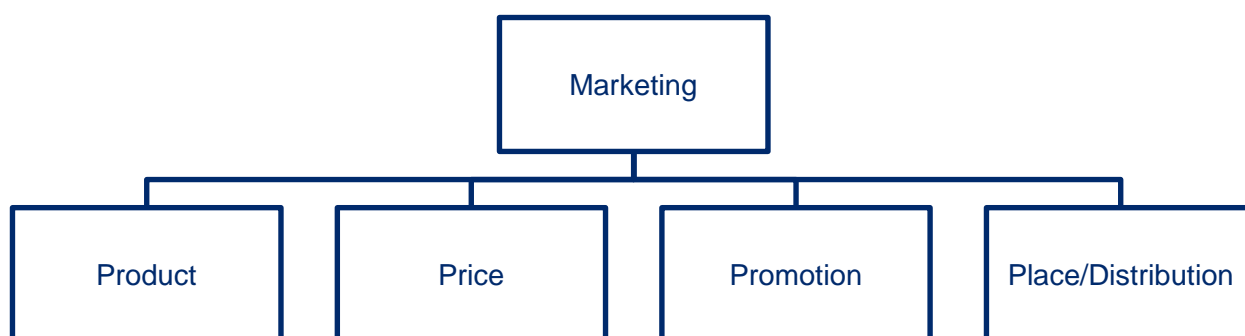 Marketing
Product
Price
Promotion
Place/Distribution